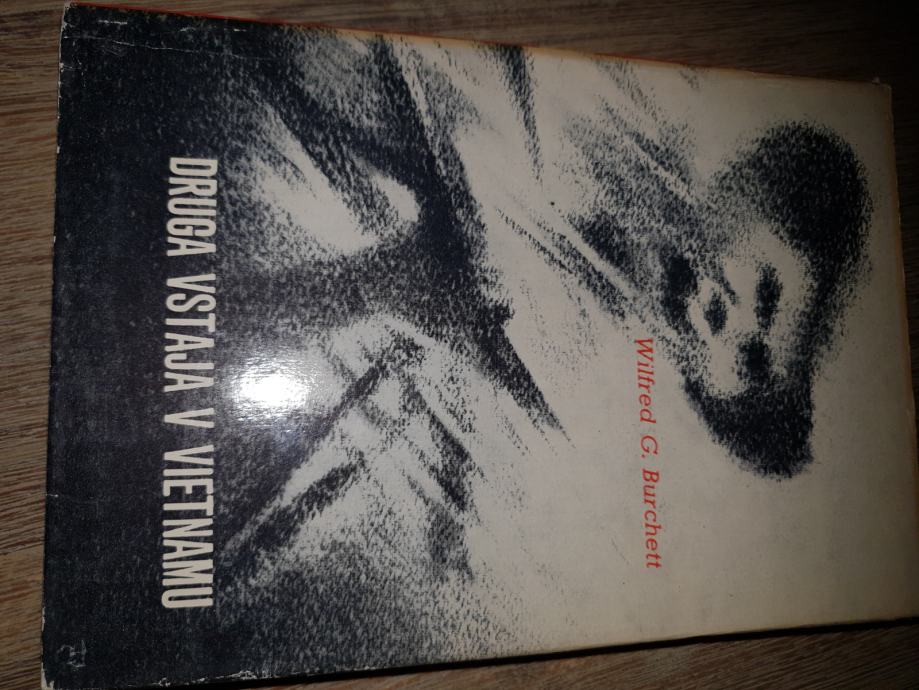 Wilfred G. Burchett
DRUGA VSTAJA V VIETNAMU